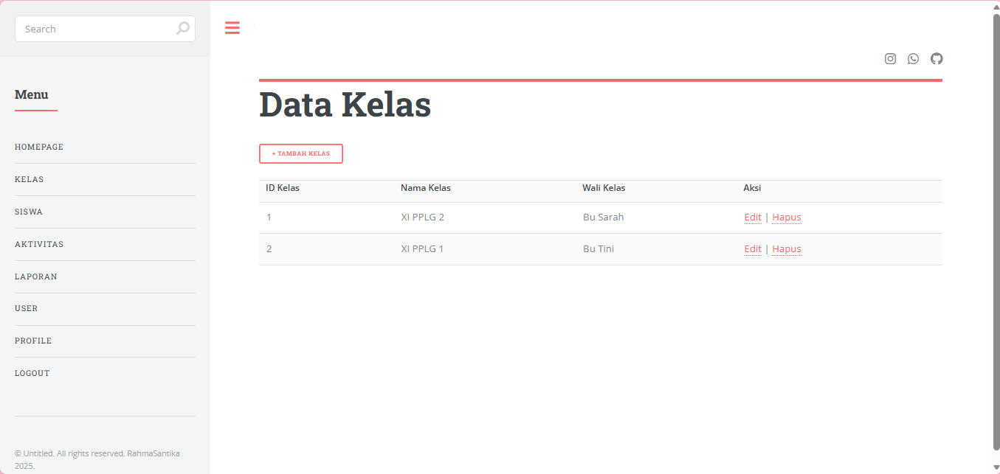 Search
Menu
HOMEPAGE
KELAS
SISWA
AKTIVITAS
LAPORAN
USER
PROFILE
LOGOUT
© Untitled. All rights reserved. RahmaSantika
2025.
Data Kelas
+ TAMBAH KELAS
ID Kelas Nama Kelas Wali Kelas Aksi
1 XI PPLG 2 Bu Sarah Edit | Hapus
2 XI PPLG 1 Bu Tini Edit | Hapus